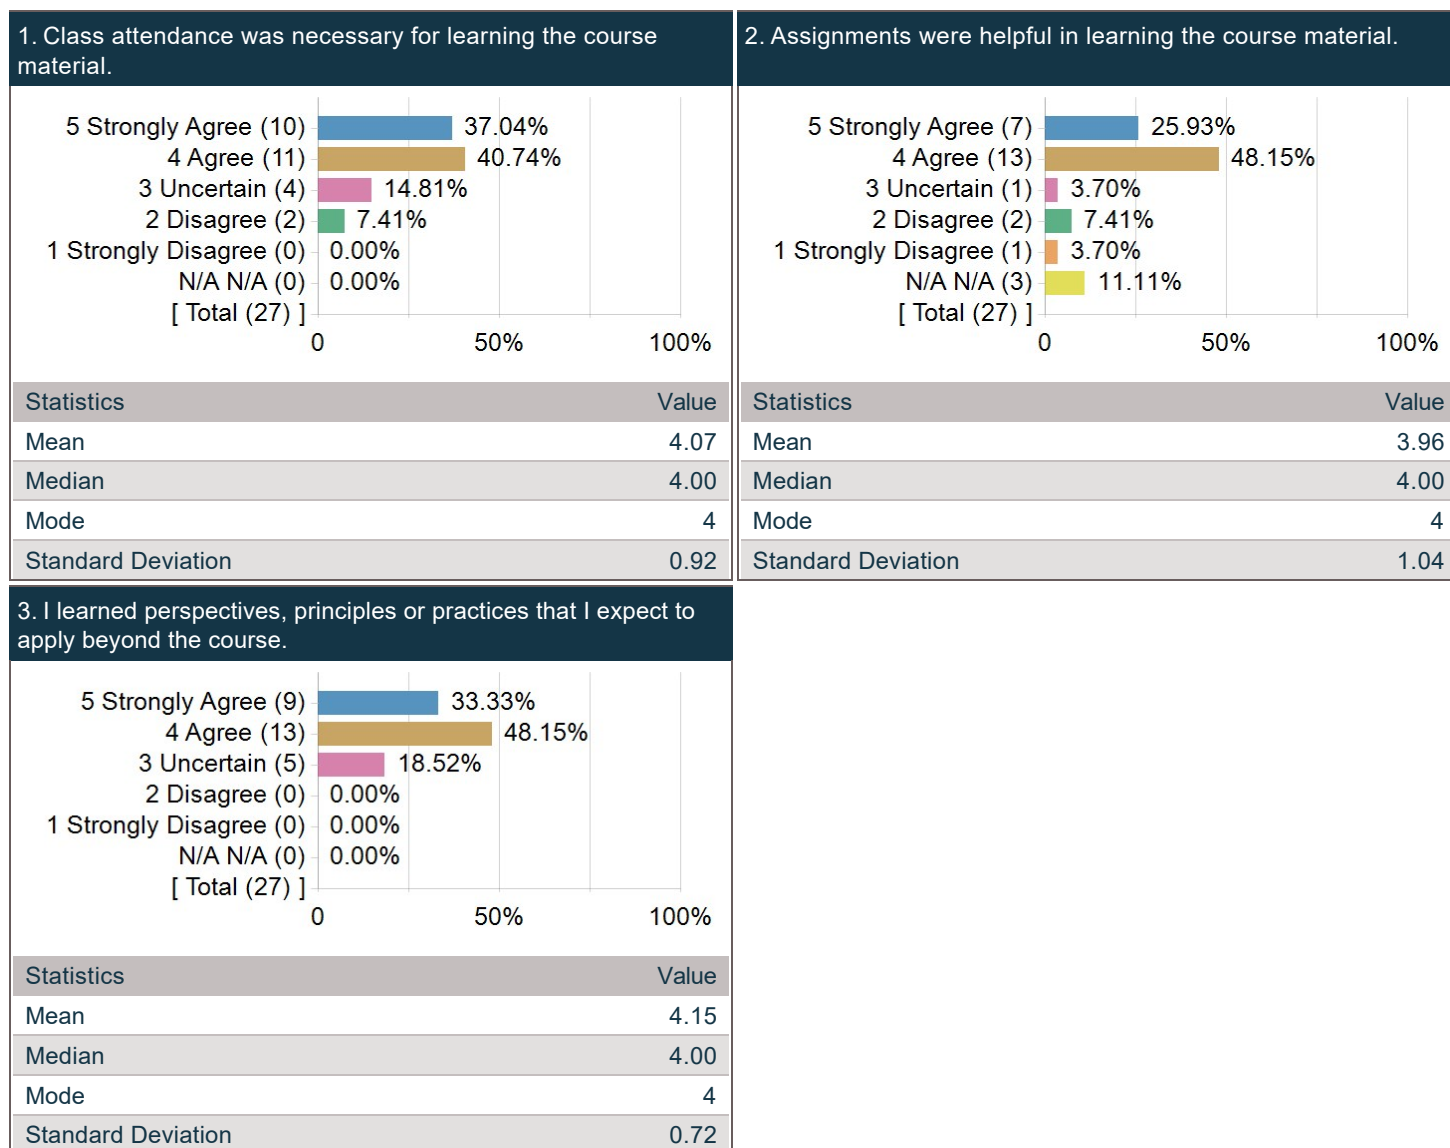 1. Class attendance was necessary for learning the course
material.
5 Strongly Agree (10) 37.04%
4 Agree (11) 40.74%
3 Uncertain (4) 14.81%
2 Disagree (2) 7.41%
1 Strongly Disagree (0) 0.00%
N/A N/A (0) 0.00%
[ Total (27) ]
0 50% 100%
Statistics Value
Mean 4.07
Median 4.00
Mode 4
Standard Deviation 0.92
2. Assignments were helpful in learning the course material.
5 Strongly Agree (7) 25.93%
4 Agree (13) 48.15%
3 Uncertain (1) 3.70%
2 Disagree (2) 7.41%
1 Strongly Disagree (1) 3.70%
N/A N/A (3) 11.11%
[ Total (27) ]
0 50% 100%
Statistics Value
Mean 3.96
Median 4.00
Mode 4
Standard Deviation 1.04
3. I learned perspectives, principles or practices that I expect to
apply beyond the course.
5 Strongly Agree (9) 33.33%
4 Agree (13) 48.15%
3 Uncertain (5) 18.52%
2 Disagree (0) 0.00%
1 Strongly Disagree (0) 0.00%
N/A N/A (0) 0.00%
[ Total (27) ]
0 50% 100%
Statistics Value
Mean 4.15
Median 4.00
Mode 4
Standard Deviation 0.72